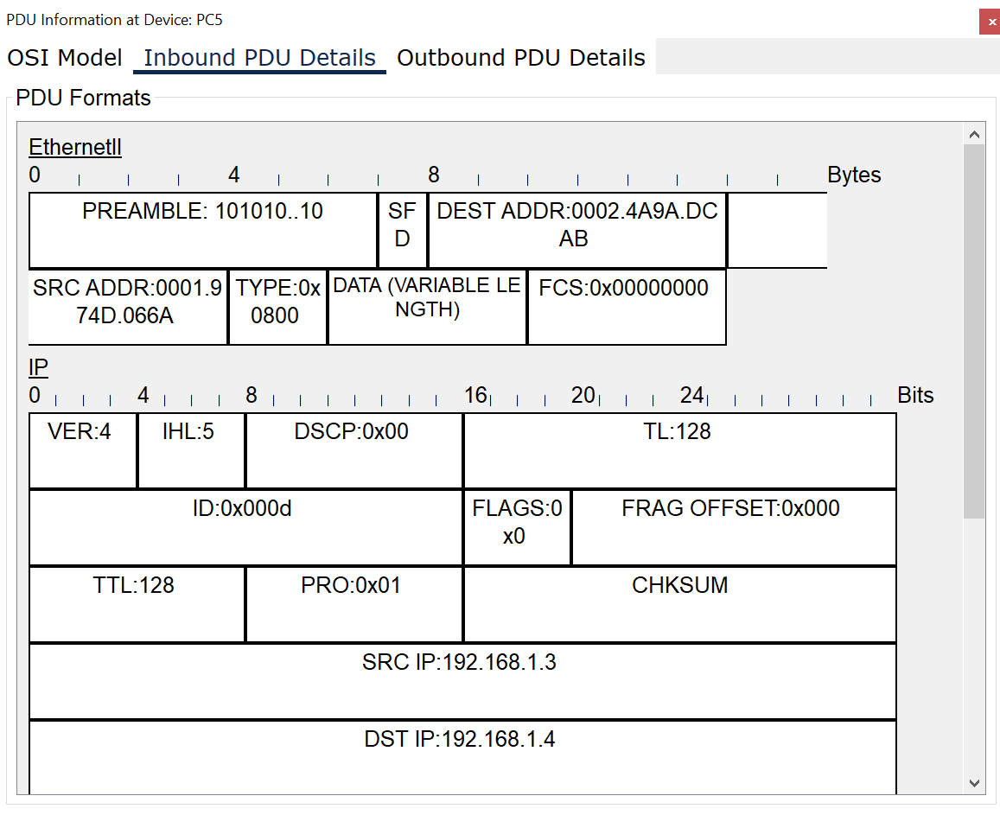 PDU Information at Device: PC5
×
OSI Model Inbound PDU Details Outbound PDU Details
PDU Formats
EthernetII
0 4 8 Bytes
PREAMBLE: 101010..10
SF
D
DEST ADDR:0002.4A9A.DC
AB
SRC ADDR:0001.9
74D.066A
TYPE:0x
0800
DATA (VARIABLE LE
NGTH)
FCS:0x00000000
IP
0 4 8 16 20 24 Bits
VER:4 IHL:5 DSCP:0x00 TL:128
ID:0x000d
FLAGS:0
x0
FRAG OFFSET:0x000
TTL:128 PRO:0x01 CHKSUM
SRC IP:192.168.1.3
DST IP:192.168.1.4